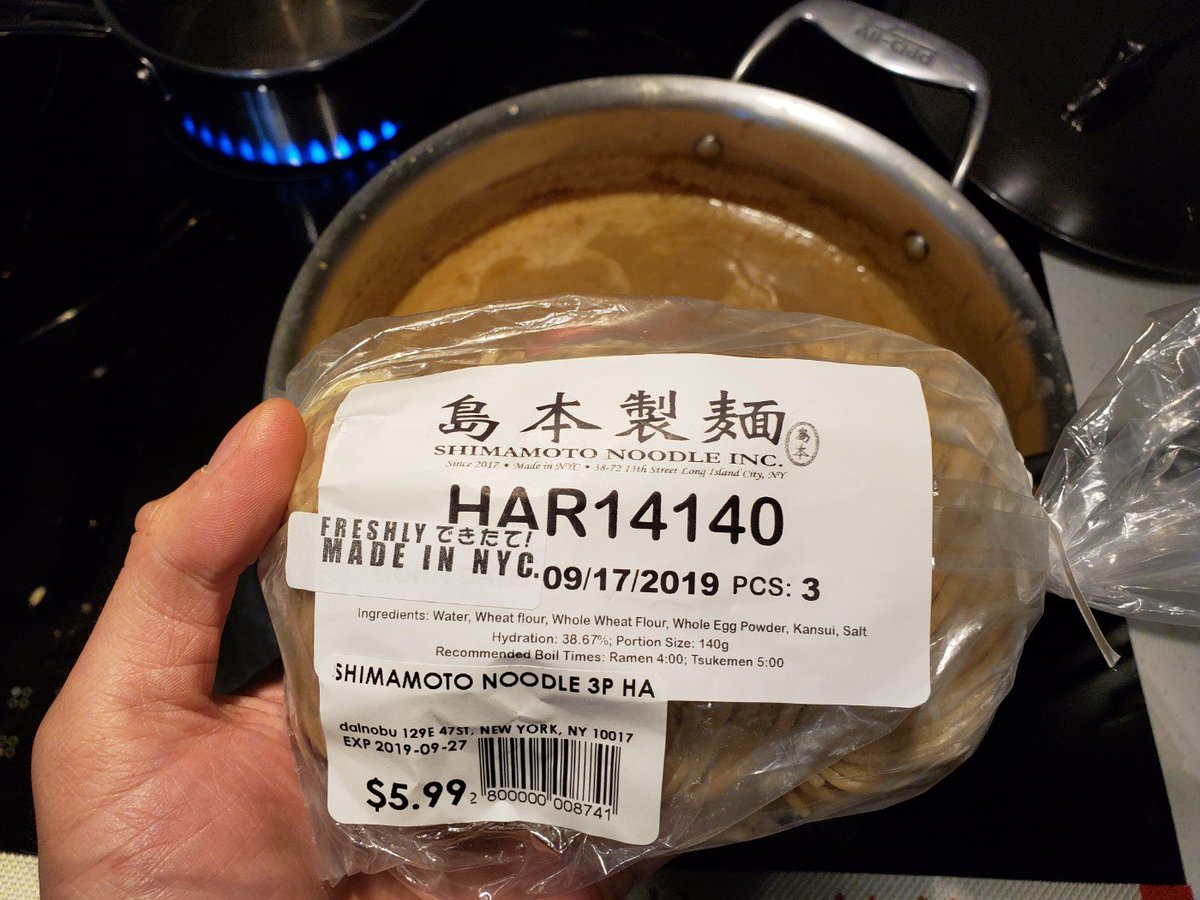 島本製麺
島本
SHIMAMOTO NOODLE INC.
Since 2017 • Made in NYC • 38-72 13th Street Long Island City, NY
HAR14140
FRESHLY できたて!
MADE IN NYC.
09/17/2019 PCS: 3
Ingredients: Water, Wheat flour, Whole Wheat Flour, Whole Egg Powder, Kansui, Salt
Hydration: 38.67%; Portion Size: 140g
Recommended Boil Times: Ramen 4:00; Tsukemen 5:00
SHIMAMOTO NOODLE 3P HA
dainobu 129E 47ST, NEW YORK, NY 10017
EXP 2019-09-27
$5.99
2 800000 008741